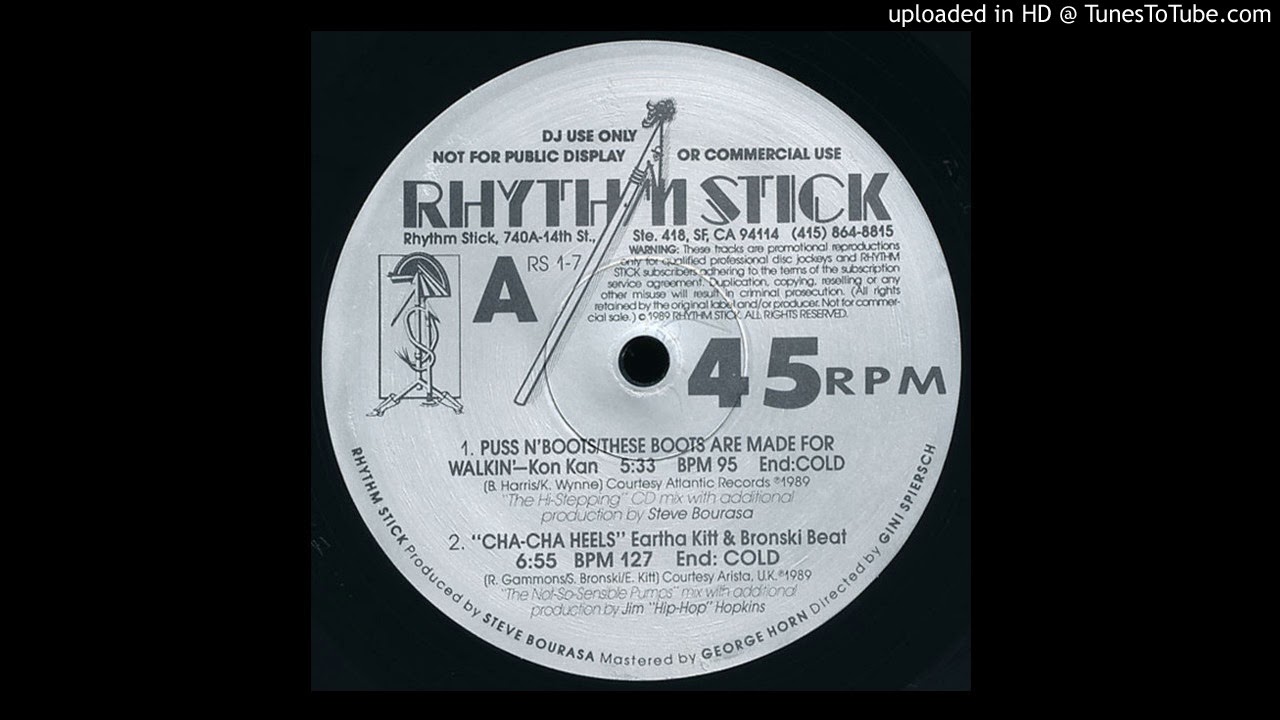 uploaded in HD @ TunesToTube.com
DJ USE ONLY
NOT FOR PUBLIC DISPLAY OR COMMERCIAL USE
RHYTHM STICK
Rhythm Stick, 740A-14th St., Ste. 418, SF, CA 94114 (415) 864-8815
WARNING: These tracks are promotional reproductions
only for qualified professional disc jockeys and RHYTHM
STICK subscribers adhering to the terms of the subscription
service agreement. Duplication, copying, reselling or any
other misuse will result in criminal prosecution. (All rights
retained by the original label and/or producer. Not for commer-
cial sale.) © 1989 RHYTHM STICK. ALL RIGHTS RESERVED.
A RS 1-7
45 RPM
1. PUSS N'BOOTS/THESE BOOTS ARE MADE FOR
WALKIN'—Kon Kan 5:33 BPM 95 End:COLD
(B. Harris/K. Wynne) Courtesy Atlantic Records ℗1989
"The Hi-Stepping" CD mix with additional
production by Steve Bourasa
2. "CHA-CHA HEELS" Eartha Kitt & Bronski Beat
6:55 BPM 127 End: COLD
(R. Gammons/S. Bronski/E. Kitt) Courtesy Arista, U.K.℗1989
"The Not-So-Sensible Pumps" mix with additional
production by Jim "Hip-Hop" Hopkins
RHYTHM STICK Produced by STEVE BOURASA Mastered by GEORGE HORN Directed by GINI SPIERSCH